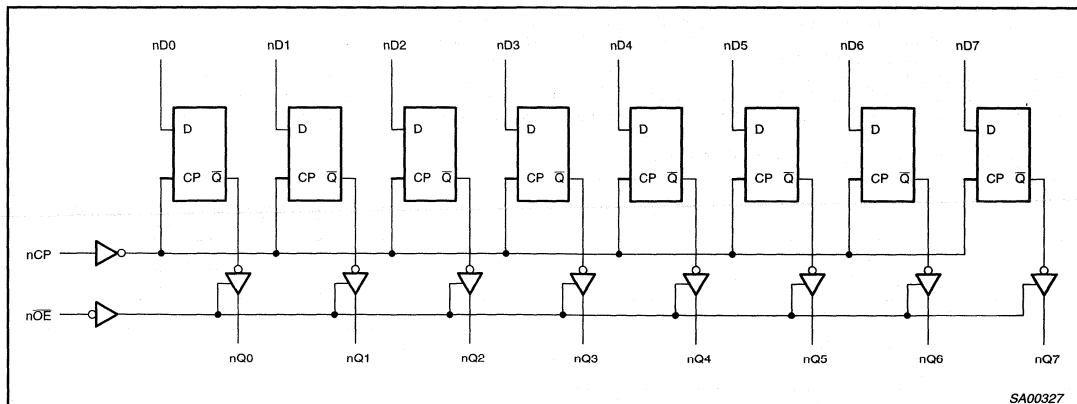 nD0 nD1 nD2 nD3 nD4 nD5 nD6 nD7
D D D D D D D D
CP Q̅ CP Q̅ CP Q̅ CP Q̅ CP Q̅ CP Q̅ CP Q̅ CP Q̅
nCP
nO̅E̅
nQ0 nQ1 nQ2 nQ3 nQ4 nQ5 nQ6 nQ7
SA00327